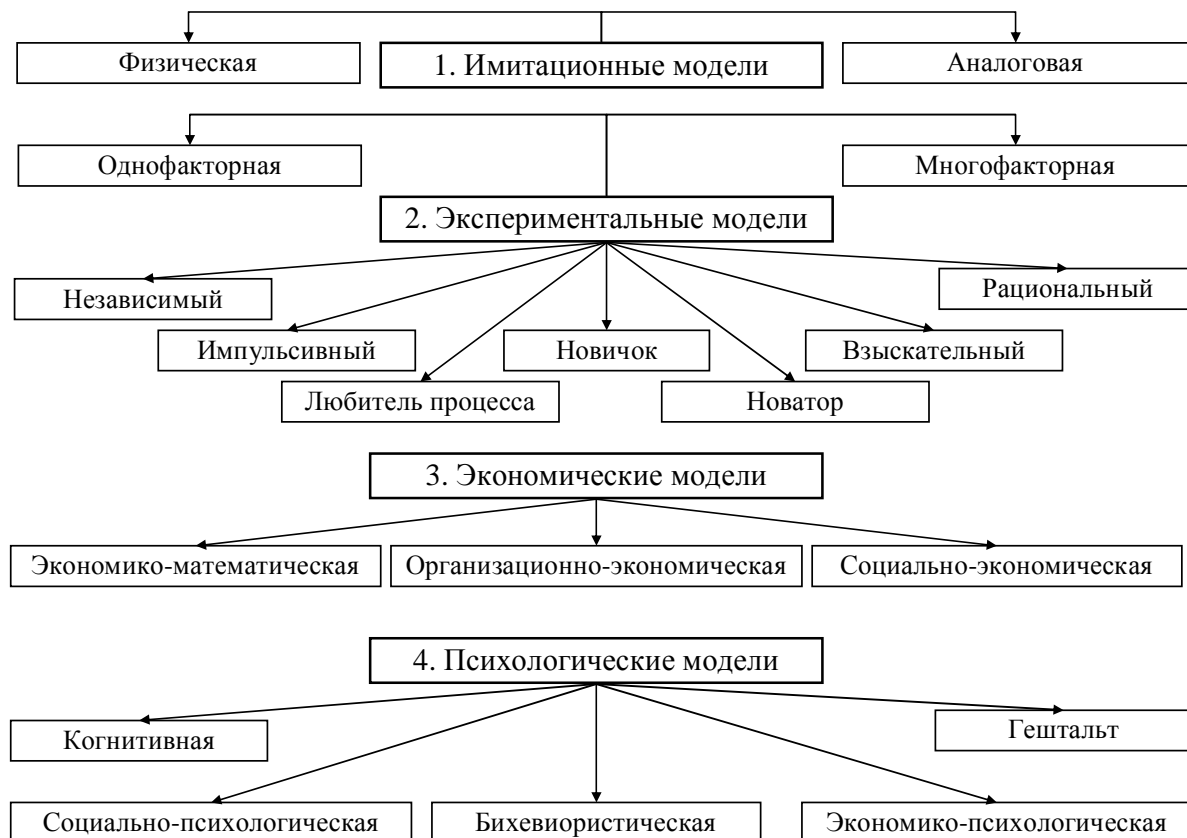 Физическая
1. Имитационные модели
Аналоговая
Однофакторная
Многофакторная
2. Экспериментальные модели
Независимый
Рациональный
Импульсивный
Новичок
Взыскательный
Любитель процесса
Новатор
3. Экономические модели
Экономико-математическая
Организационно-экономическая
Социально-экономическая
4. Психологические модели
Когнитивная
Гештальт
Социально-психологическая
Бихевиористическая
Экономико-психологическая